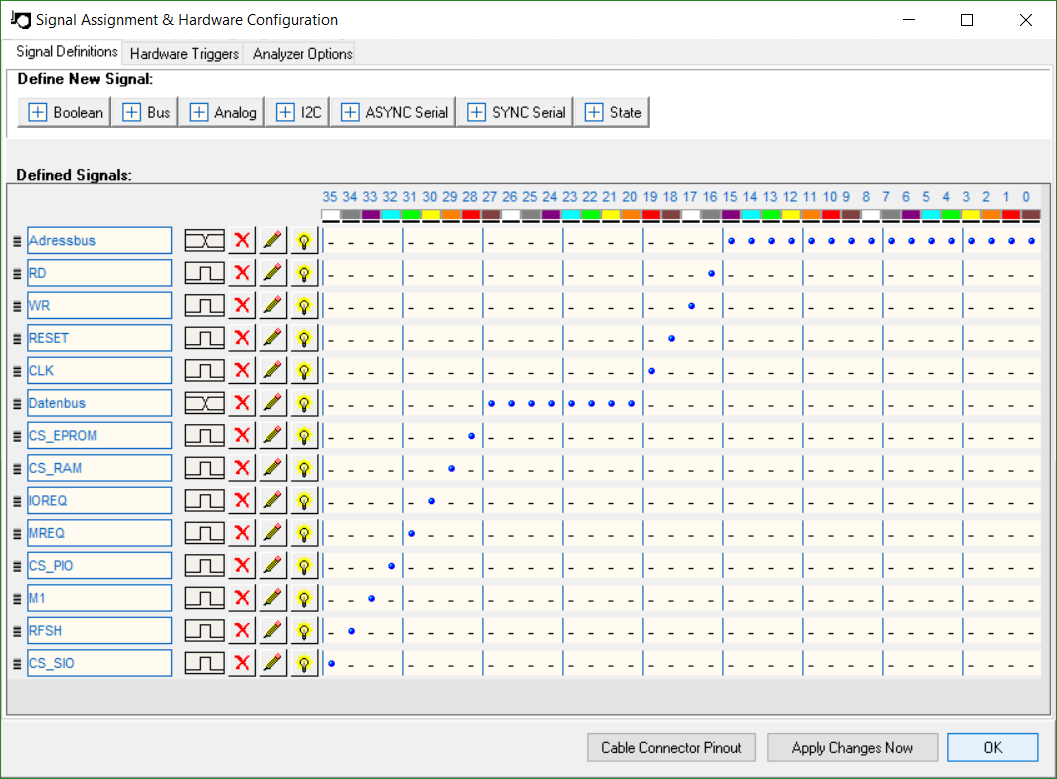 Signal Assignment & Hardware Configuration
Signal Definitions Hardware Triggers Analyzer Options
Define New Signal:
Boolean Bus Analog I2C ASYNC Serial SYNC Serial State
Defined Signals:
35 34 33 32 31 30 29 28 27 26 25 24 23 22 21 20 19 18 17 16 15 14 13 12 11 10 9 8 7 6 5 4 3 2 1 0
Adressbus
RD
WR
RESET
CLK
Datenbus
CS_EPROM
CS_RAM
IOREQ
MREQ
CS_PIO
M1
RFSH
CS_SIO
Cable Connector Pinout Apply Changes Now OK